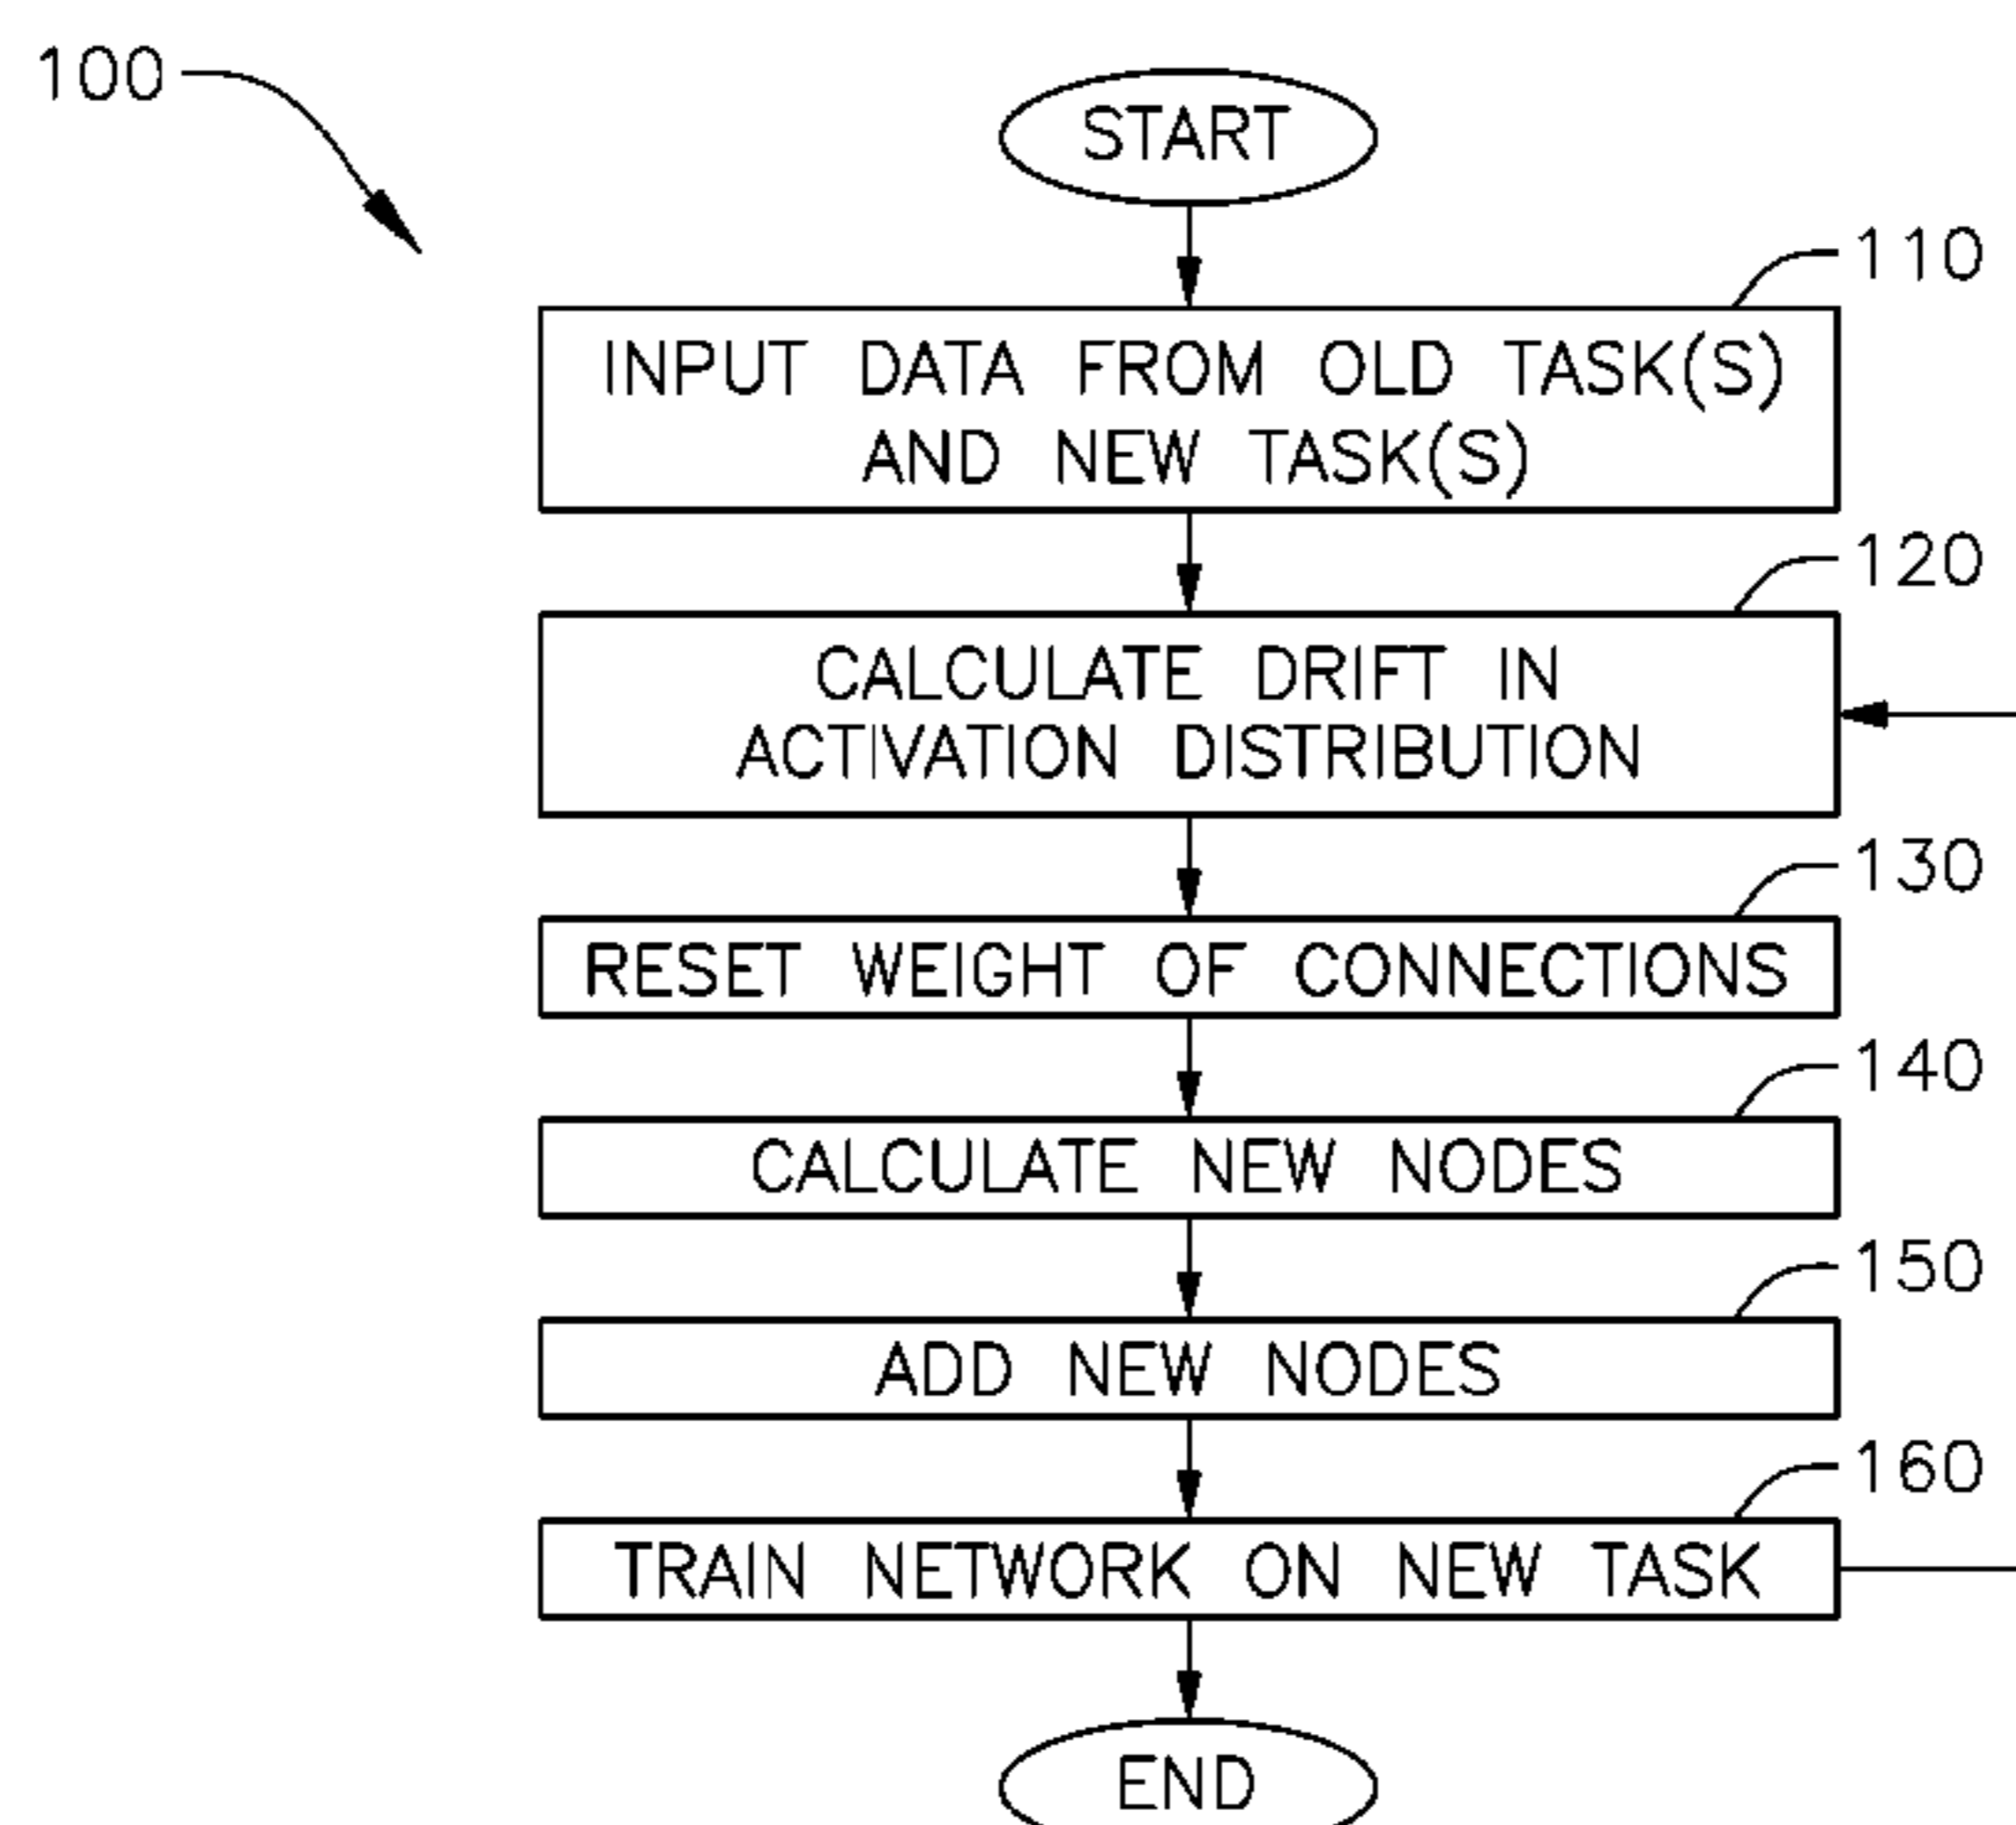 100
START
110
INPUT DATA FROM OLD TASK(S)
AND NEW TASK(S)
120
CALCULATE DRIFT IN
ACTIVATION DISTRIBUTION
130
RESET WEIGHT OF CONNECTIONS
140
CALCULATE NEW NODES
150
ADD NEW NODES
160
TRAIN NETWORK ON NEW TASK
END